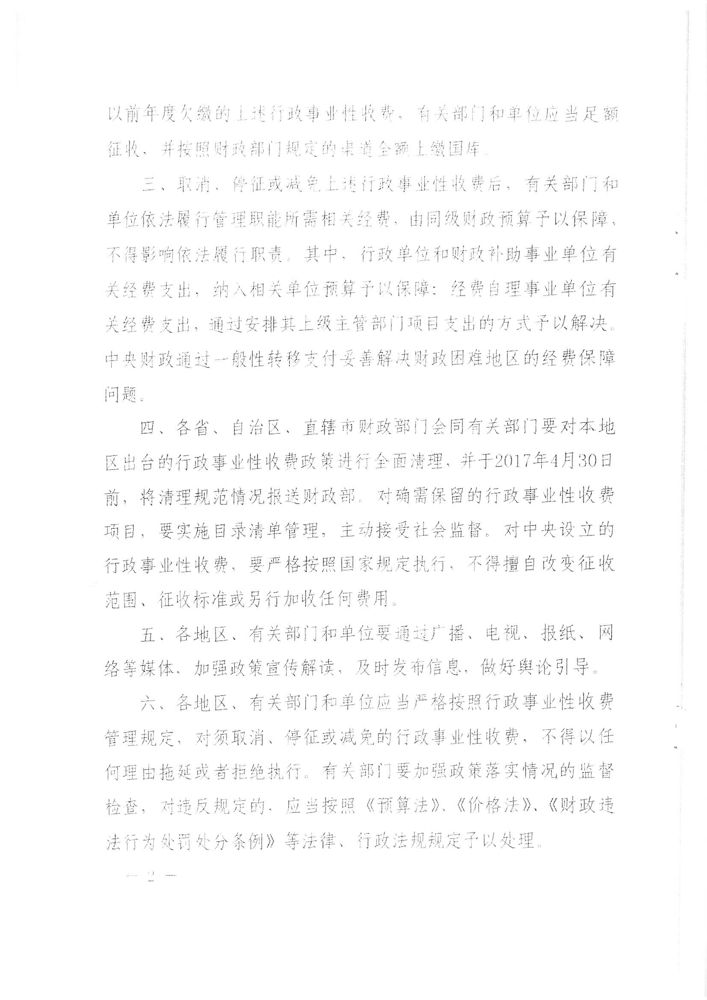 以前年度欠缴的上述行政事业性收费，有关部门和单位应当足额
征收，并按照财政部门规定的渠道全额上缴国库。
三、取消、停征或减免上述行政事业性收费后，有关部门和
单位依法履行管理职能所需相关经费，由同级财政预算予以保障，
不得影响依法履行职责。其中，行政单位和财政补助事业单位有
关经费支出，纳入相关单位预算予以保障；经费自理事业单位有
关经费支出，通过安排其上级主管部门项目支出的方式予以解决。
中央财政通过一般性转移支付妥善解决财政困难地区的经费保障
问题。
四、各省、自治区、直辖市财政部门会同有关部门要对本地
区出台的行政事业性收费政策进行全面清理，并于2017年4月30日
前，将清理规范情况报送财政部。对确需保留的行政事业性收费
项目，要实施目录清单管理，主动接受社会监督。对中央设立的
行政事业性收费，要严格按照国家规定执行，不得擅自改变征收
范围、征收标准或另行加收任何费用。
五、各地区、有关部门和单位要通过广播、电视、报纸、网
络等媒体，加强政策宣传解读，及时发布信息，做好舆论引导。
六、各地区、有关部门和单位应当严格按照行政事业性收费
管理规定，对须取消、停征或减免的行政事业性收费，不得以任
何理由拖延或者拒绝执行。有关部门要加强政策落实情况的监督
检查，对违反规定的，应当按照《预算法》、《价格法》、《财政违
法行为处罚处分条例》等法律、行政法规规定予以处理。
— 2 —